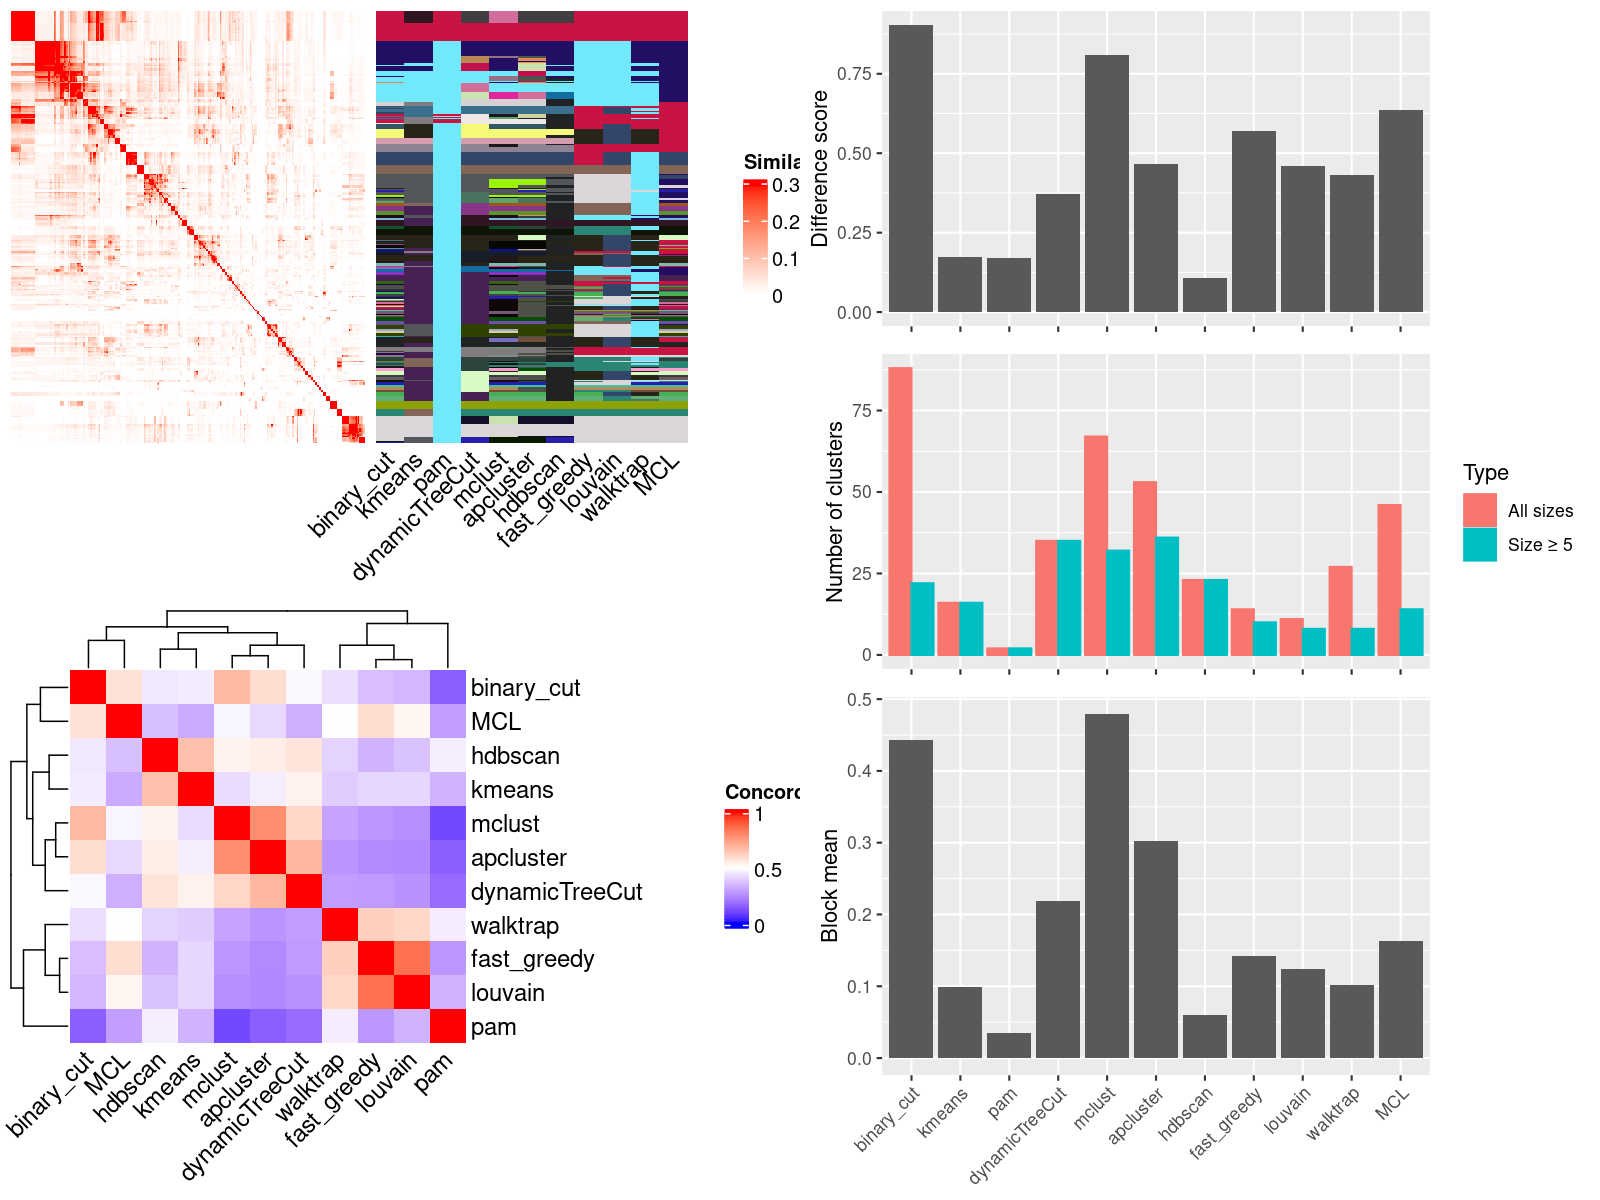 Simila
0.3
0.2
0.1
0
binary_cut
kmeans
pam
dynamicTreeCut
mclust
apcluster
hdbscan
fast_greedy
louvain
walktrap
MCL
Difference score
0.75
0.50
0.25
0.00
Number of clusters
75
50
25
0
Type
All sizes
Size ≥ 5
binary_cut
MCL
hdbscan
kmeans
mclust
apcluster
dynamicTreeCut
walktrap
fast_greedy
louvain
pam
binary_cut
MCL
hdbscan
kmeans
mclust
apcluster
dynamicTreeCut
walktrap
fast_greedy
louvain
pam
Concord
1
0.5
0
Block mean
0.5
0.4
0.3
0.2
0.1
0.0
binary_cut
kmeans
pam
dynamicTreeCut
mclust
apcluster
hdbscan
fast_greedy
louvain
walktrap
MCL